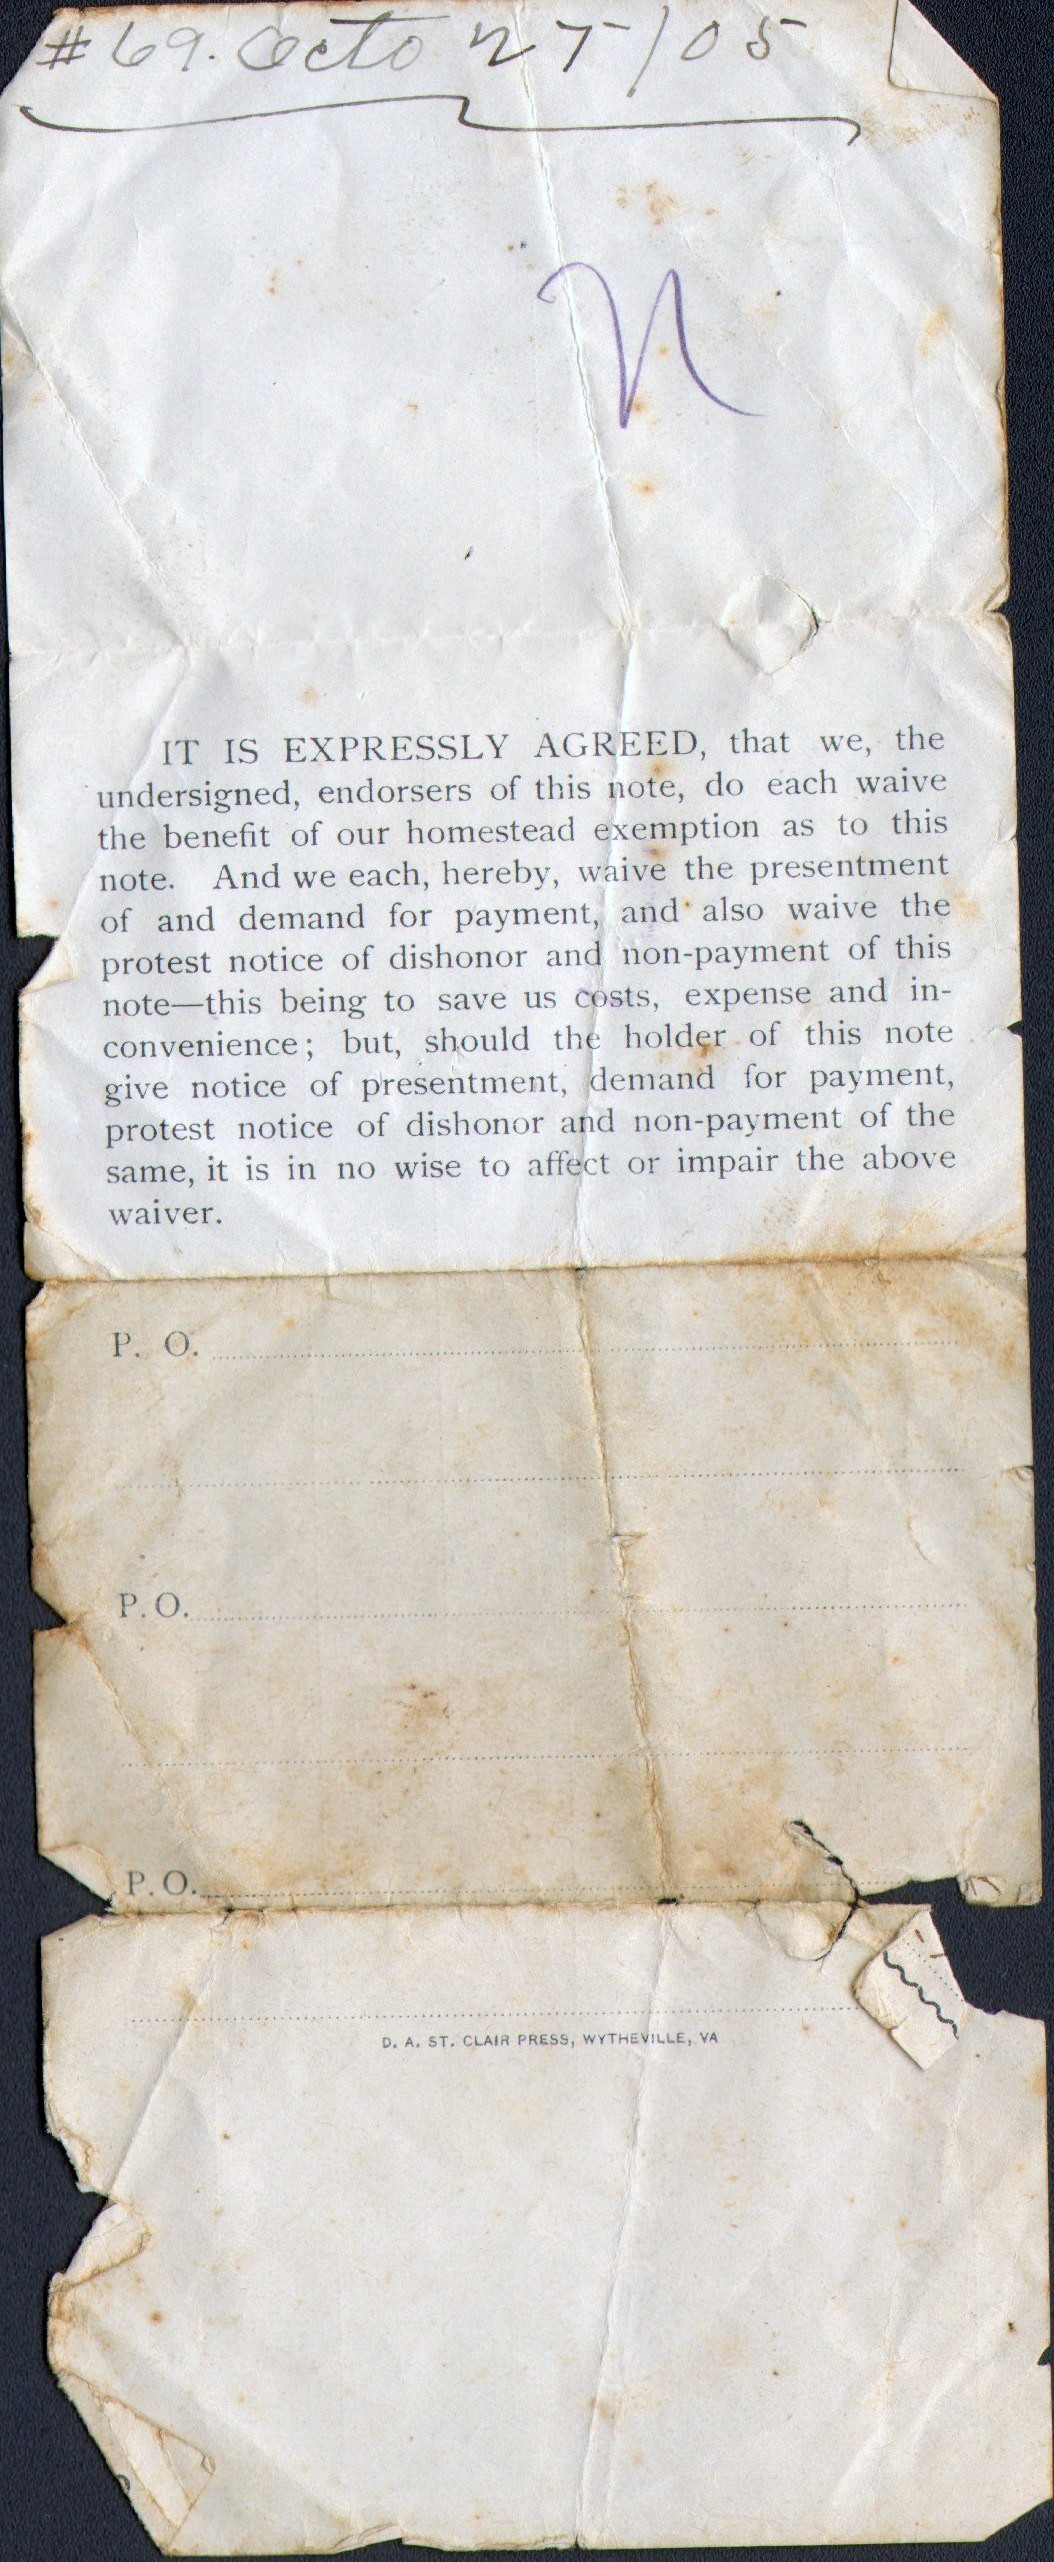 #69. Octo 27/05
n
IT IS EXPRESSLY AGREED, that we, the
undersigned, endorsers of this note, do each waive
the benefit of our homestead exemption as to this
note. And we each, hereby, waive the presentment
of and demand for payment, and also waive the
protest notice of dishonor and non-payment of this
note—this being to save us costs, expense and in-
convenience; but, should the holder of this note
give notice of presentment, demand for payment,
protest notice of dishonor and non-payment of the
same, it is in no wise to affect or impair the above
waiver.
P. O.
P. O.
P. O.
D. A. ST. CLAIR PRESS, WYTHEVILLE, VA